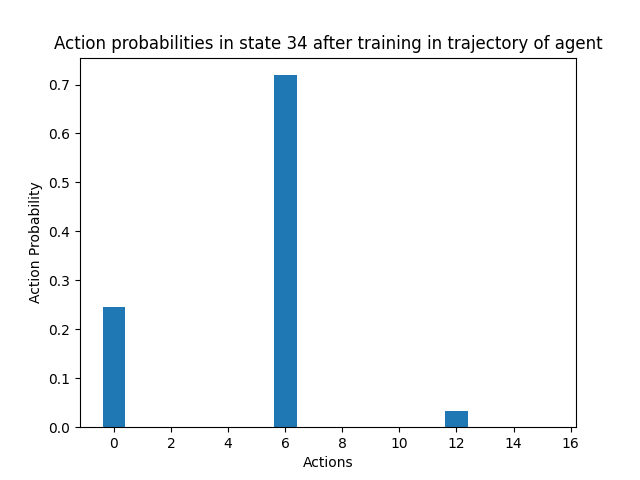 Action probabilities in state 34 after training in trajectory of agent
0.7
0.6
0.5
0.4
0.3
0.2
0.1
0.0
Action Probability
0 2 4 6 8 10 12 14 16
Actions